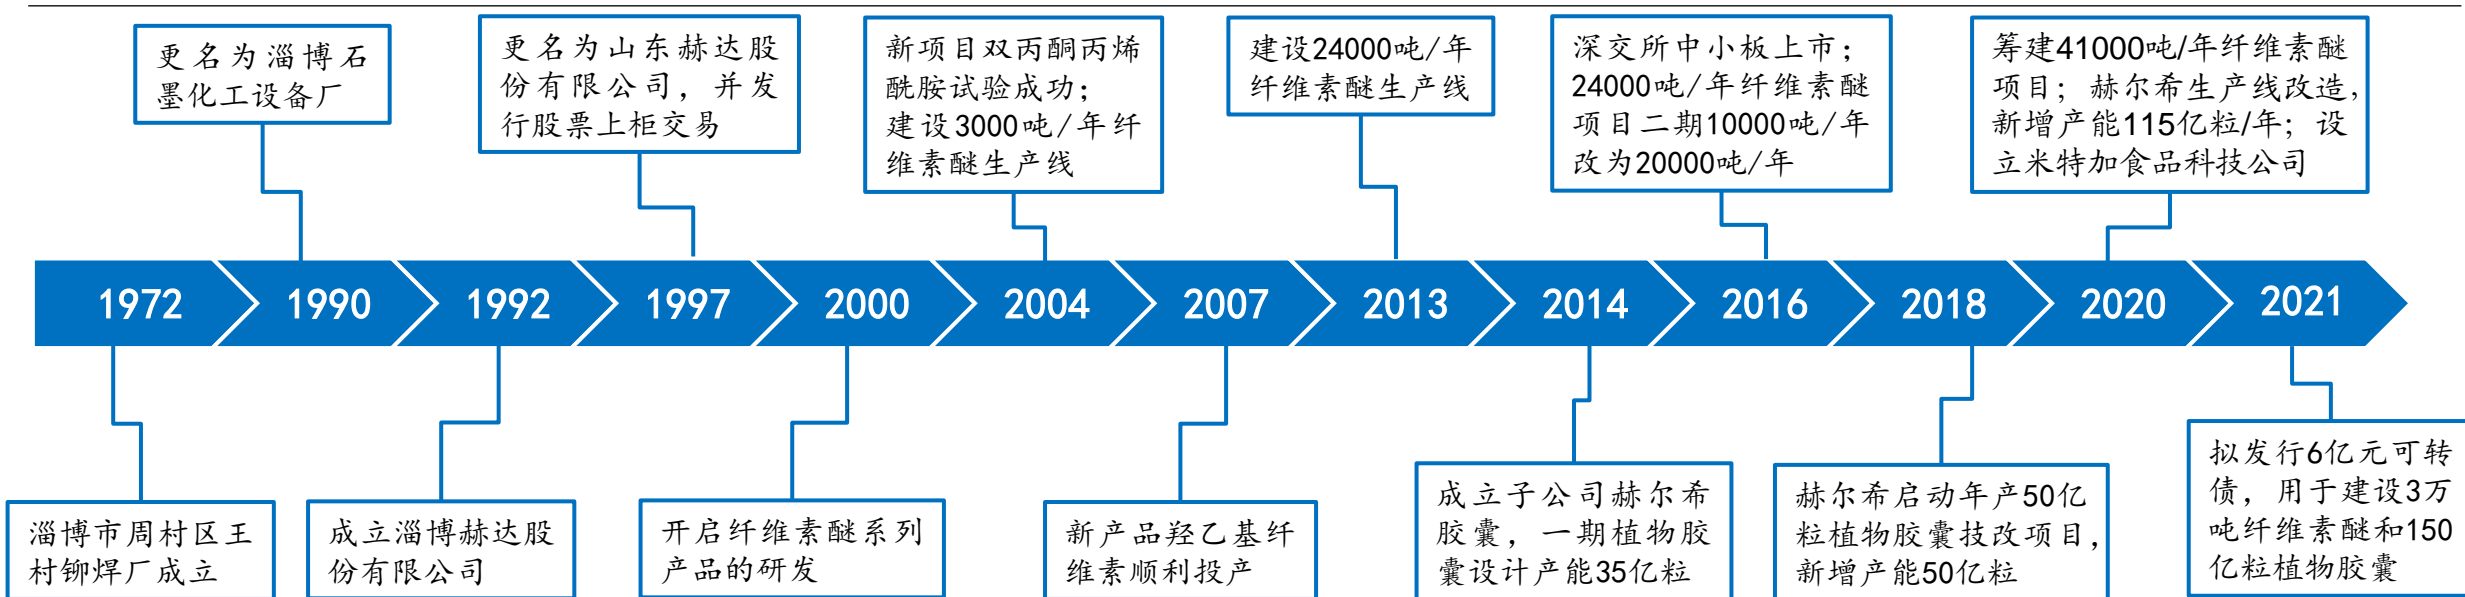 更名为淄博石
墨化工设备厂
更名为山东赫达股
份有限公司，并发
行股票上柜交易
新项目双丙酮丙烯
酰胺试验成功；
建设3000吨/年纤
维素醚生产线
建设24000吨/年
纤维素醚生产线
深交所中小板上市；
24000吨/年纤维素醚
项目二期10000吨/年
改为20000吨/年
筹建41000吨/年纤维素醚
项目；赫尔希生产线改造，
新增产能115亿粒/年；设
立米特加食品科技公司
1972
1990
1992
1997
2000
2004
2007
2013
2014
2016
2018
2020
2021
淄博市周村区王
村铆焊厂成立
成立淄博赫达股
份有限公司
开启纤维素醚系列
产品的研发
新产品羟乙基纤
维素顺利投产
成立子公司赫尔希
胶囊，一期植物胶
囊设计产能35亿粒
赫尔希启动年产50亿
粒植物胶囊技改项目，
新增产能50亿粒
拟发行6亿元可转
债，用于建设3万
吨纤维素醚和150
亿粒植物胶囊